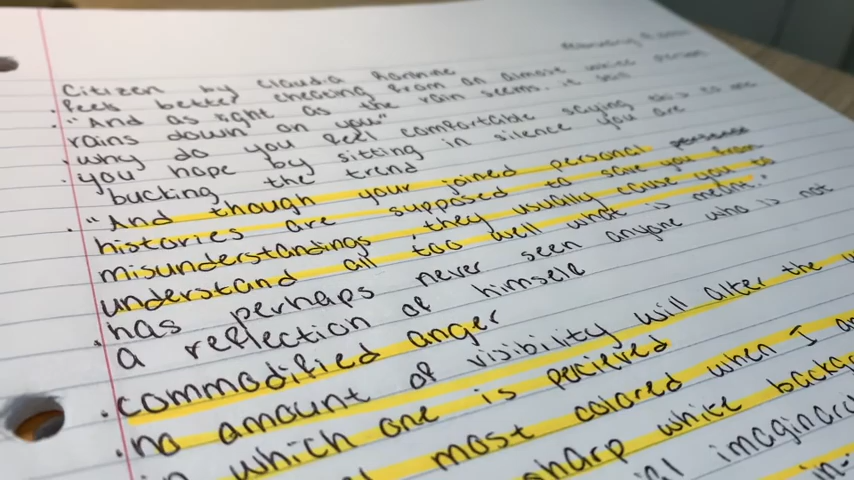 Citizen by Claudia Rankine
· feels better cheating from an almost white person
· "And as light as the rain seems, it still
rains down on you"
· why do you feel comfortable saying this to me
· you hope by sitting in silence you are
bucking the trend
· "And though your joined personal
histories are supposed to save you from
misunderstandings, they usually cause you to
understand all too well what is meant."
· has perhaps never seen anyone who is not
a reflection of himself
· commodified anger
· no amount of visibility will alter the
in which one is percieved
most colored when I
sharp white
imaginar